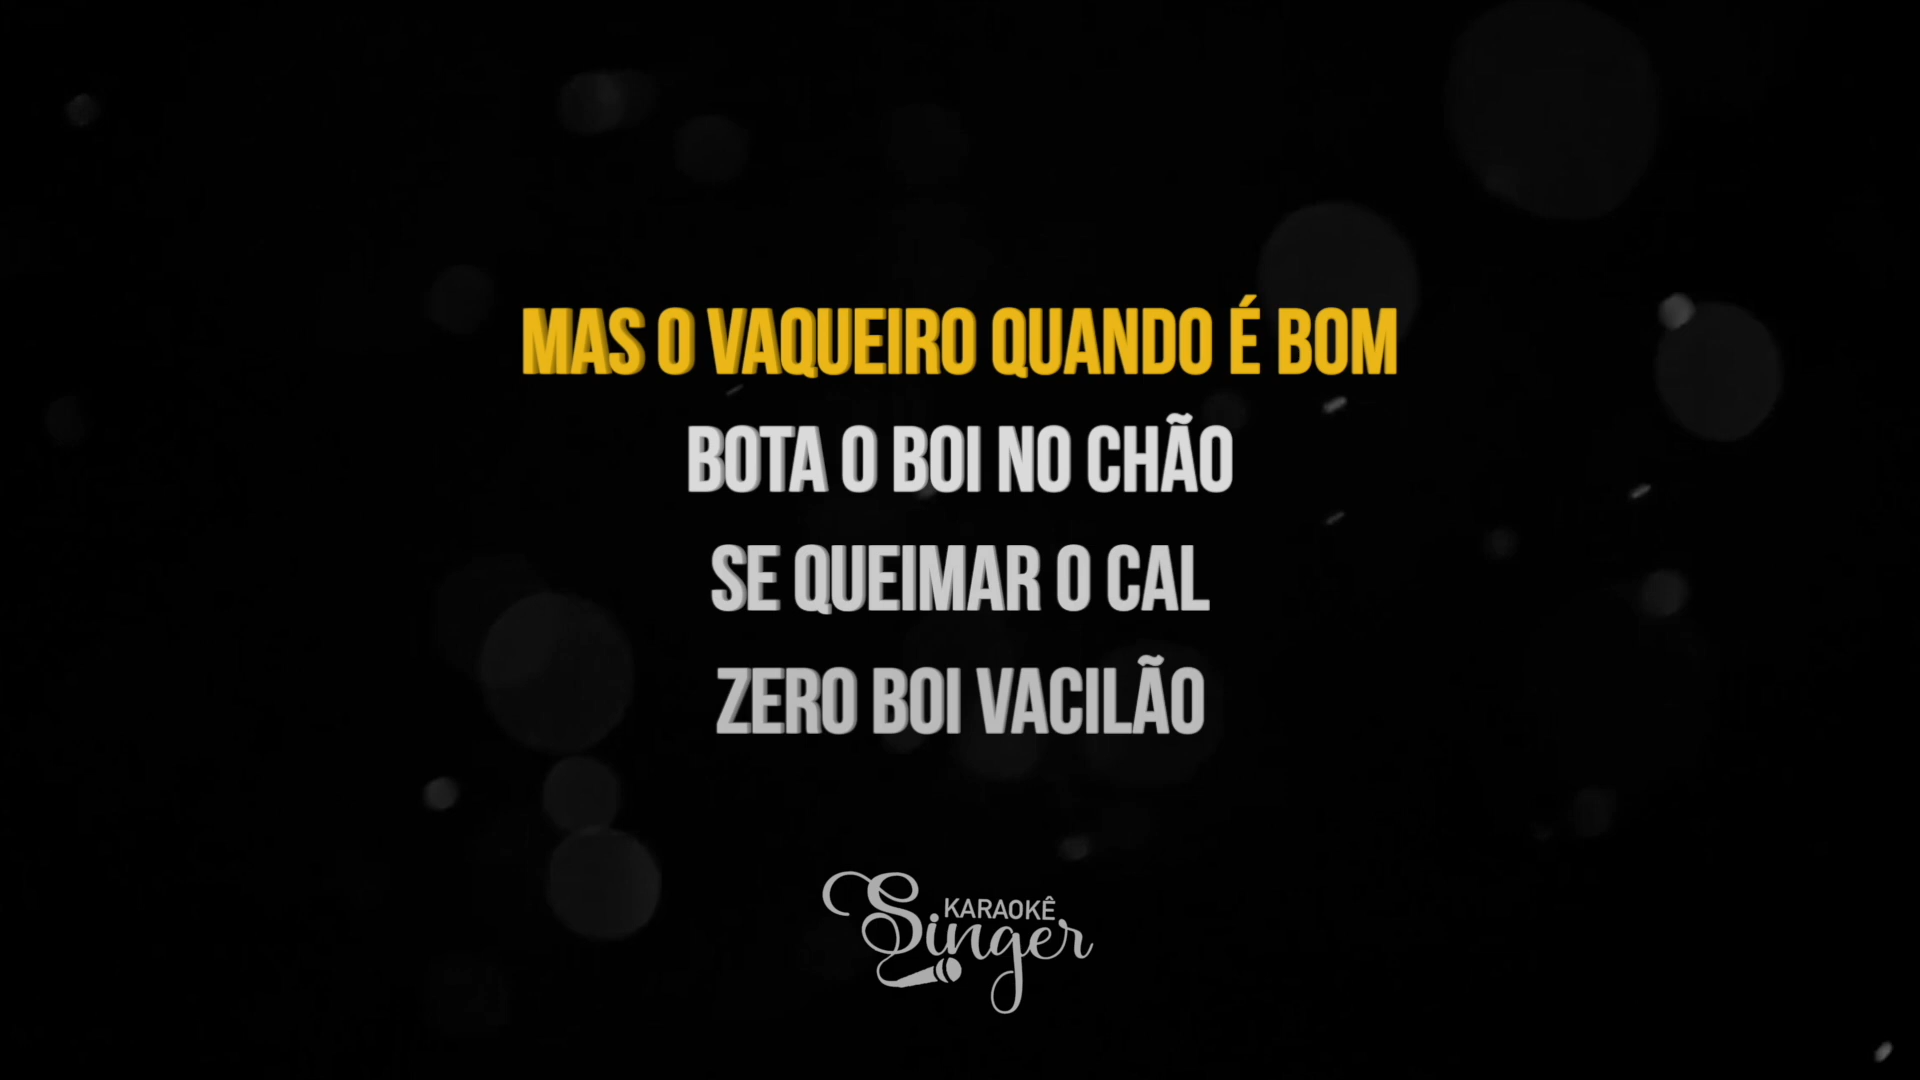 MAS O VAQUEIRO QUANDO É BOM
BOTA O BOI NO CHÃO
SE QUEIMAR O CAL
ZERO BOI VACILÃO
KARAOKÊ
Singer